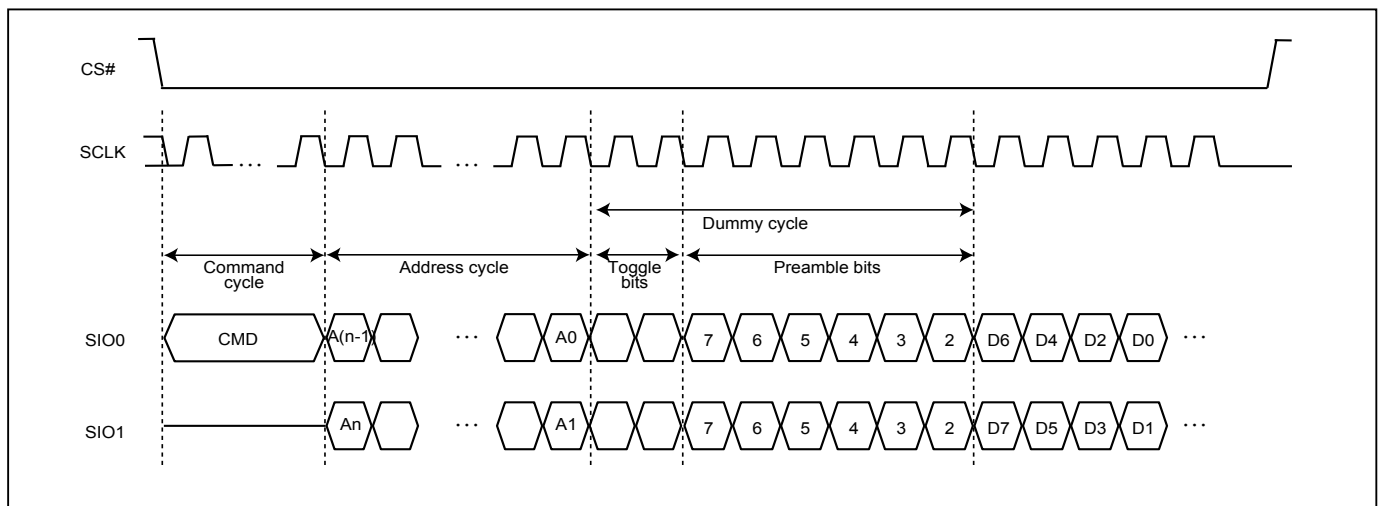 CS#
SCLK
...
...
Dummy cycle
Command cycle
Address cycle
Toggle bits
Preamble bits
SIO0
CMD
A(n-1)
...
A0
7 6 5 4 3 2
D6 D4 D2 D0
...
SIO1
An
...
A1
7 6 5 4 3 2
D7 D5 D3 D1
...